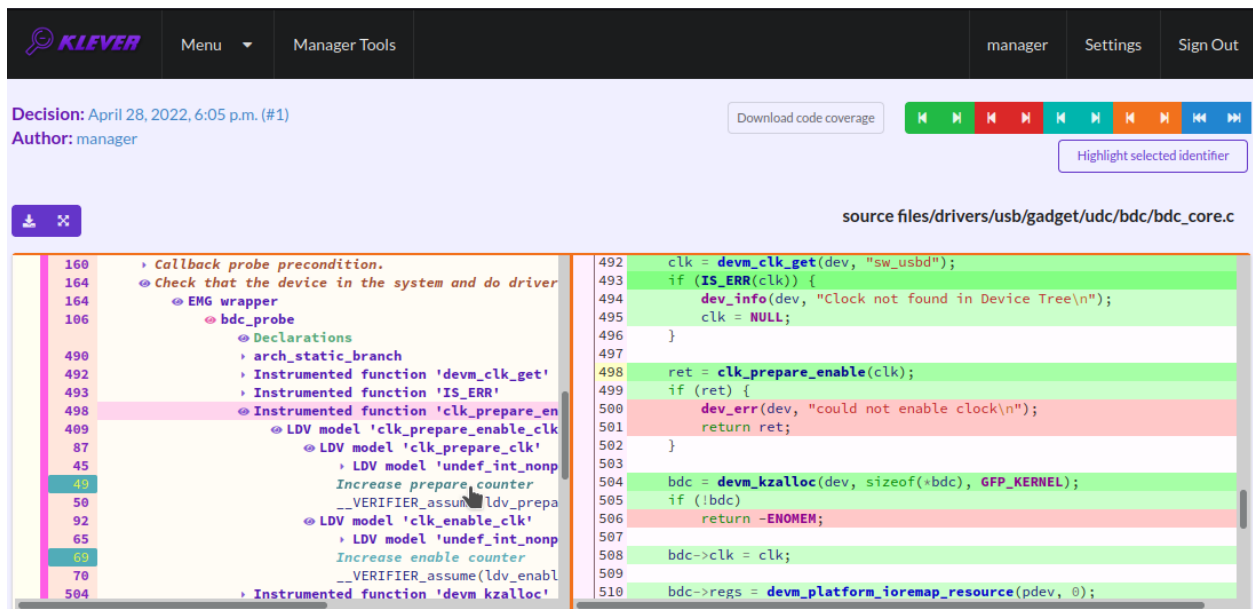 KLEVER Menu Manager Tools manager Settings Sign Out
Decision: April 28, 2022, 6:05 p.m. (#1)
Author: manager
Download code coverage
Highlight selected identifier
source files/drivers/usb/gadget/udc/bdc/bdc_core.c
160 Callback probe precondition.
164 Check that the device in the system and do driver
164 EMG wrapper
106 bdc_probe
Declarations
490 arch_static_branch
492 Instrumented function 'devm_clk_get'
493 Instrumented function 'IS_ERR'
498 Instrumented function 'clk_prepare_en
409 LDV model 'clk_prepare_enable_clk
87 LDV model 'clk_prepare_clk'
45 LDV model 'undef_int_nonp
49 Increase prepare counter
50 __VERIFIER_assum(ldv_prepa
92 LDV model 'clk_enable_clk'
65 LDV model 'undef_int_nonp
69 Increase enable counter
70 __VERIFIER_assume(ldv_enabl
504 Instrumented function 'devm_kzalloc'
492 clk = devm_clk_get(dev, "sw_usbd");
493 if (IS_ERR(clk)) {
494 dev_info(dev, "Clock not found in Device Tree\n");
495 clk = NULL;
496 }
497
498 ret = clk_prepare_enable(clk);
499 if (ret) {
500 dev_err(dev, "could not enable clock\n");
501 return ret;
502 }
503
504 bdc = devm_kzalloc(dev, sizeof(*bdc), GFP_KERNEL);
505 if (!bdc)
506 return -ENOMEM;
507
508 bdc->clk = clk;
509
510 bdc->regs = devm_platform_ioremap_resource(pdev, 0);